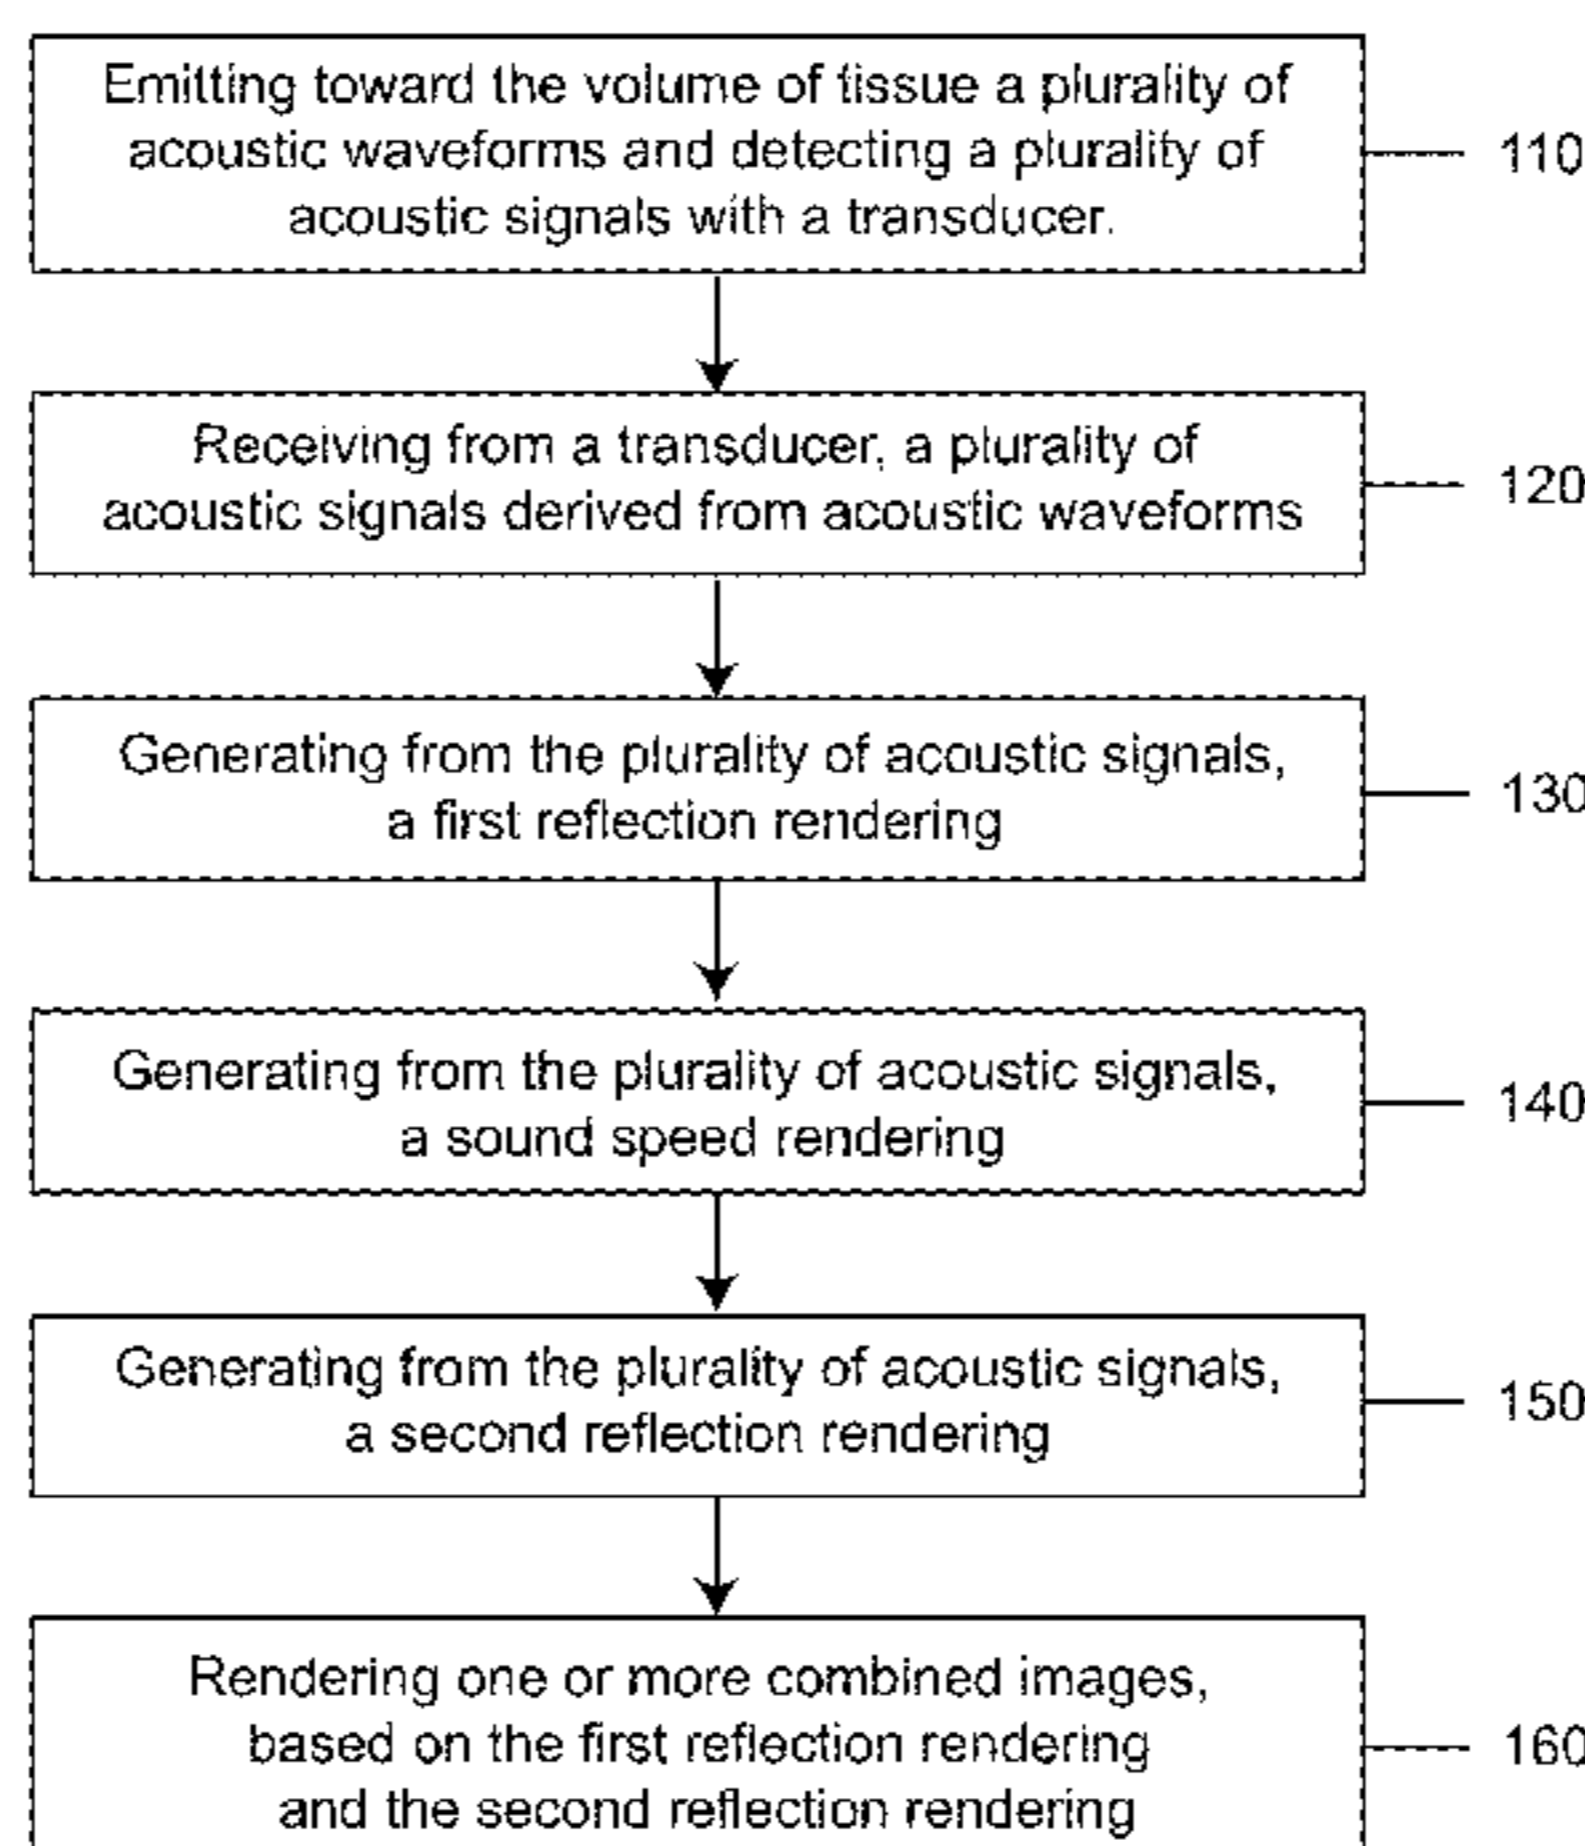 Emitting toward the volume of tissue a plurality of
acoustic waveforms and detecting a plurality of
acoustic signals with a transducer.
110
Receiving from a transducer, a plurality of
acoustic signals derived from acoustic waveforms
120
Generating from the plurality of acoustic signals,
a first reflection rendering
130
Generating from the plurality of acoustic signals,
a sound speed rendering
140
Generating from the plurality of acoustic signals,
a second reflection rendering
150
Rendering one or more combined images,
based on the first reflection rendering
and the second reflection rendering
160